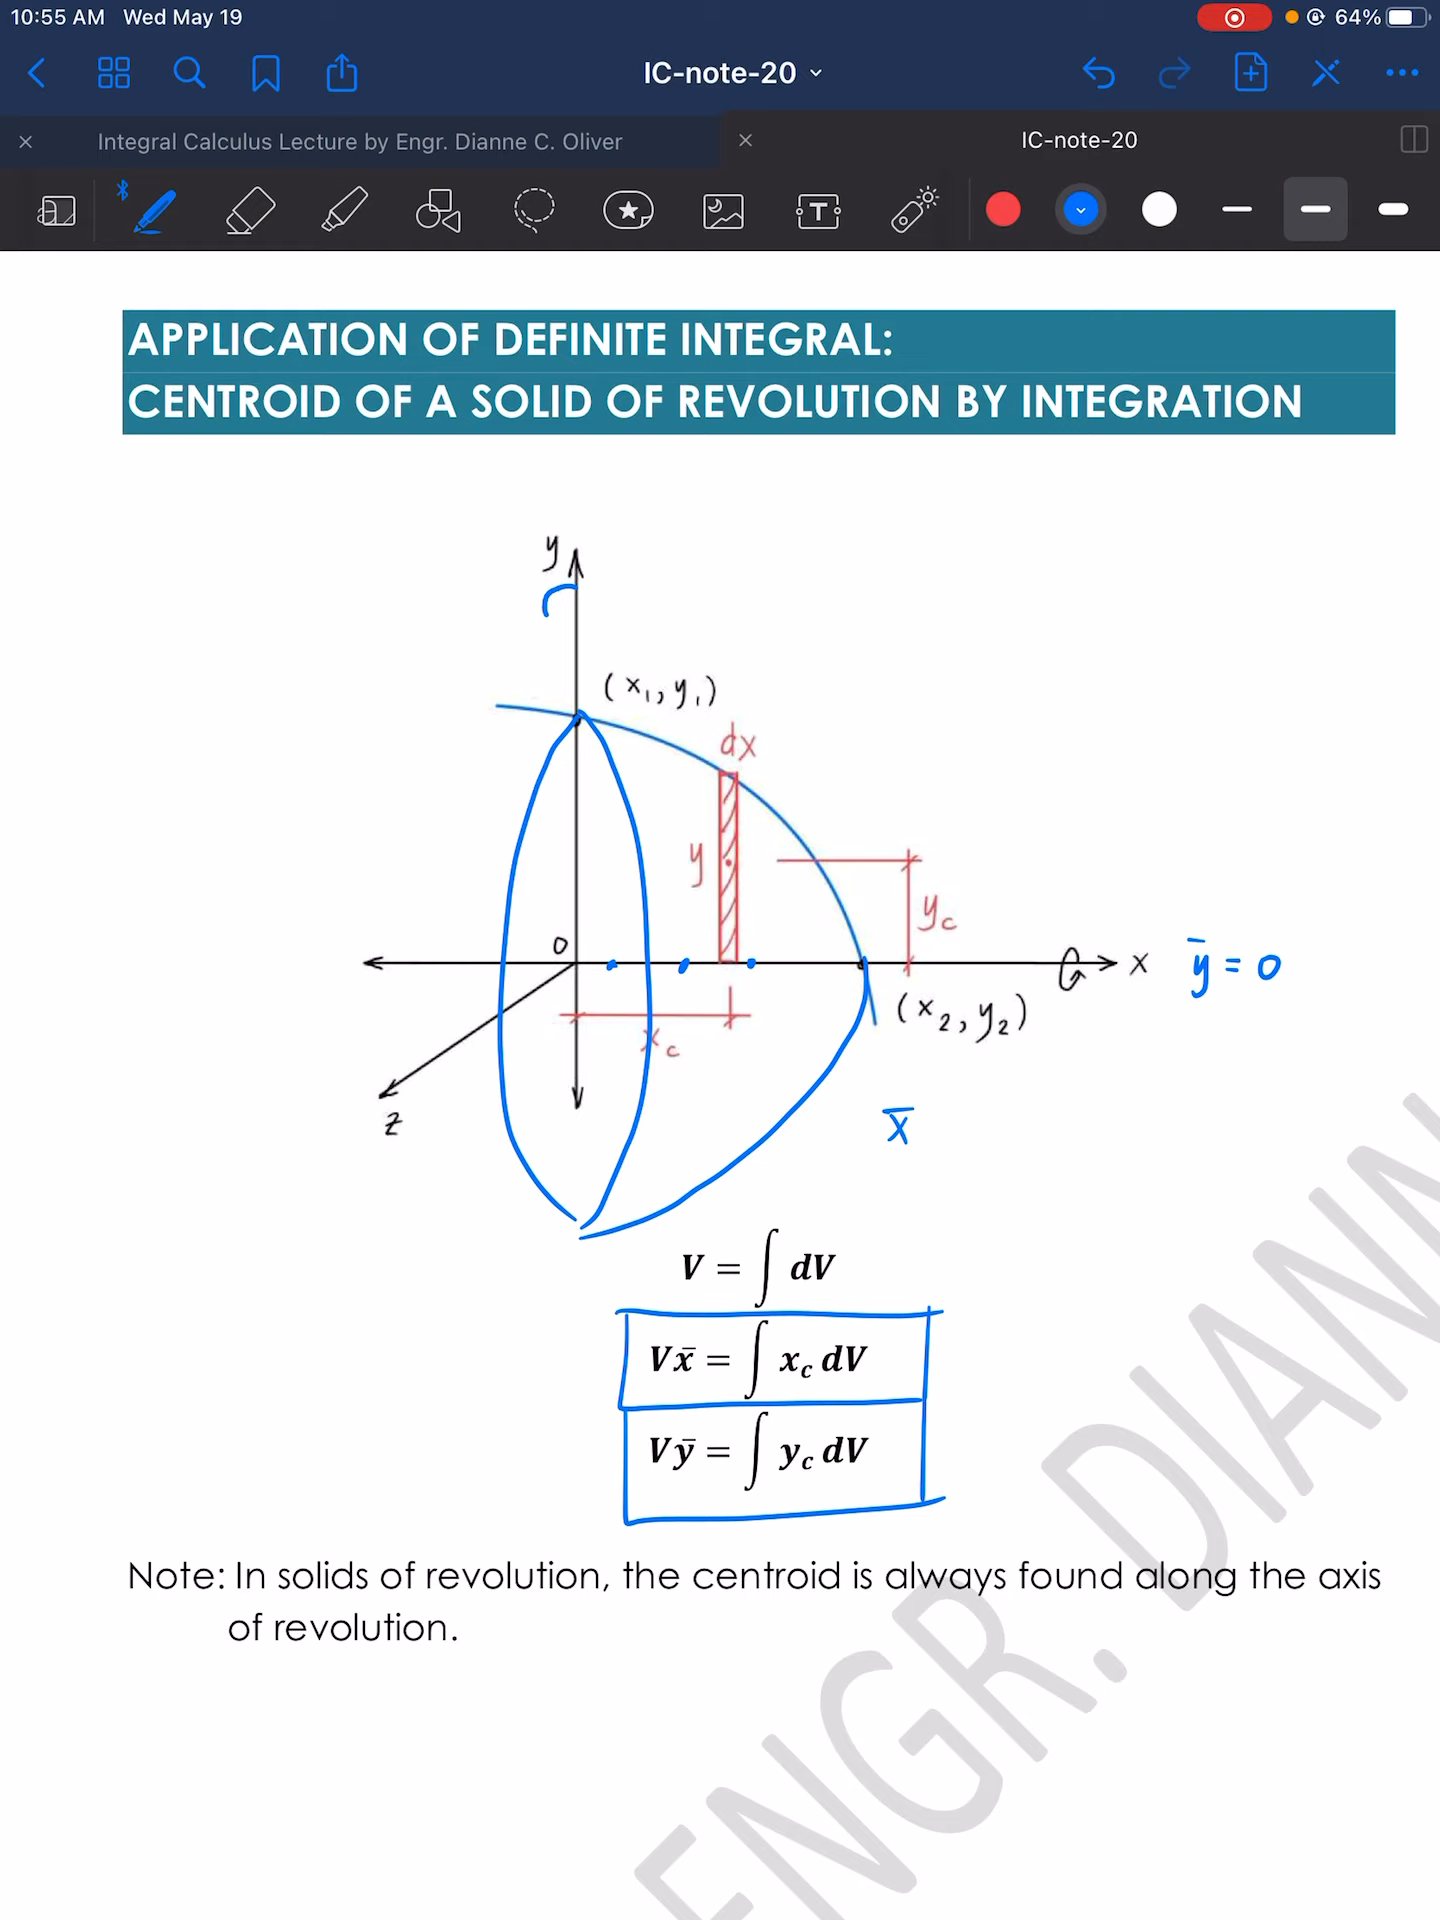 10:55 AM Wed May 19
64%
IC-note-20
Integral Calculus Lecture by Engr. Dianne C. Oliver
IC-note-20
T
APPLICATION OF DEFINITE INTEGRAL:
CENTROID OF A SOLID OF REVOLUTION BY INTEGRATION
y
(x₁, y₁)
dx
y
yc
0
x
ȳ = 0
(x₂, y₂)
xc
z
x̄
V = ∫ dV
Vx̄ = ∫ xc dV
Vȳ = ∫ yc dV
Note: In solids of revolution, the centroid is always found along the axis
of revolution.
ENGR. DIAN